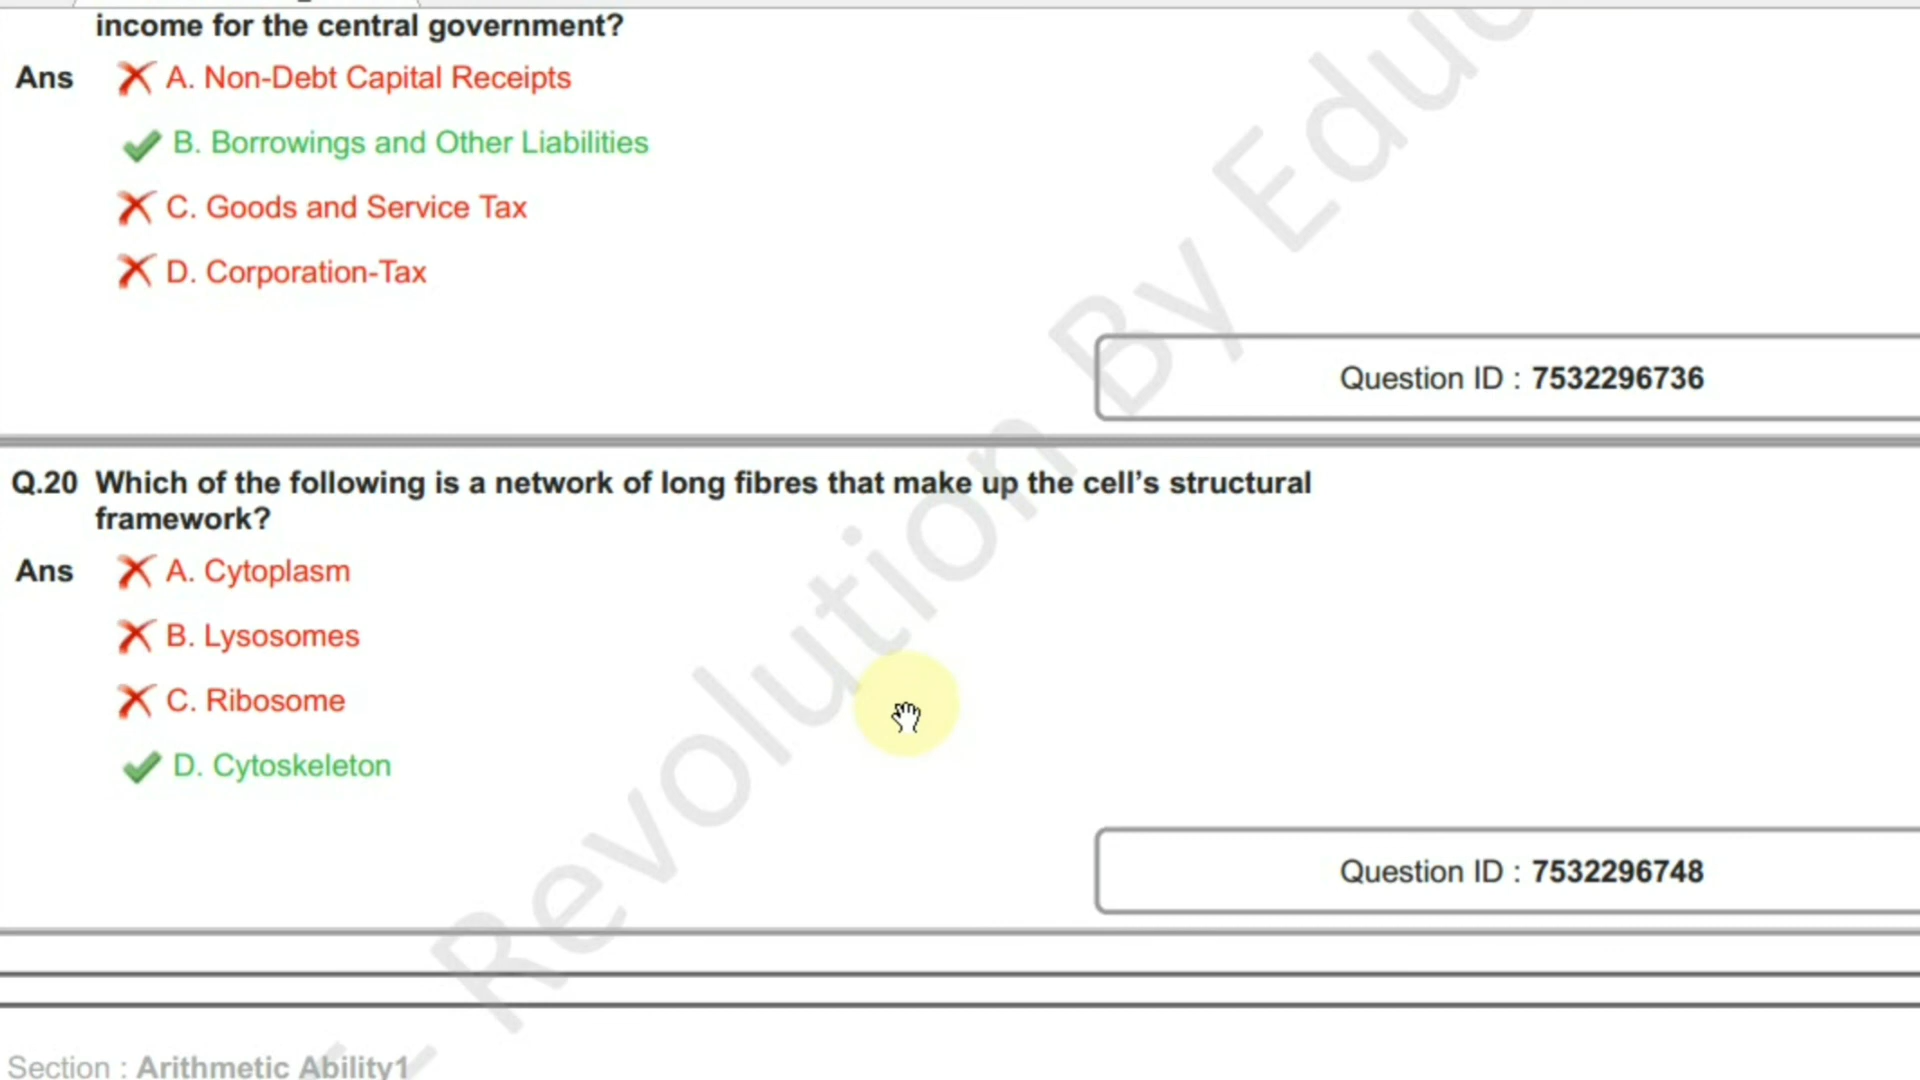 income for the central government?
Ans A. Non-Debt Capital Receipts
B. Borrowings and Other Liabilities
C. Goods and Service Tax
D. Corporation-Tax
Question ID : 7532296736
Q.20 Which of the following is a network of long fibres that make up the cell’s structural
framework?
Ans A. Cytoplasm
B. Lysosomes
C. Ribosome
D. Cytoskeleton
Question ID : 7532296748
Section : Arithmetic Ability1
Revolution By Educ